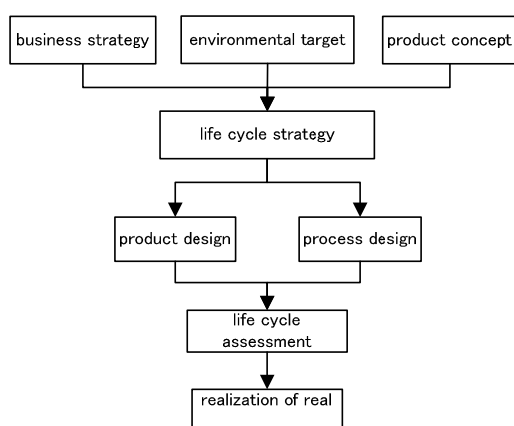 business strategy
environmental target
product concept
life cycle strategy
product design
process design
life cycle
assessment
realization of real